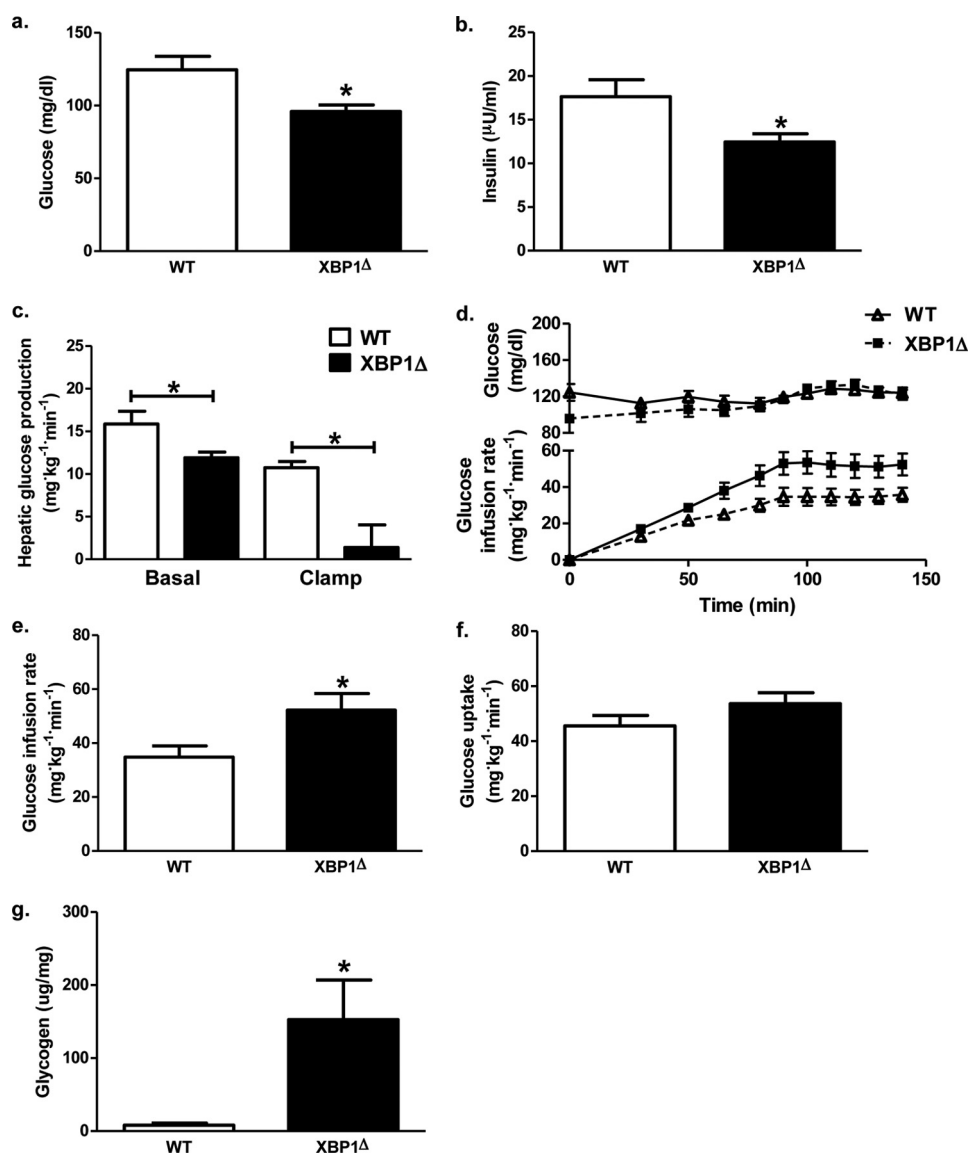 a.
Glucose (mg/dl)
150
100
50
0
*
WT
XBP1Δ
b.
Insulin (μU/ml)
25
20
15
10
5
0
*
WT
XBP1Δ
c.
Hepatic glucose production
(mg·kg⁻¹·min⁻¹)
25
20
15
10
5
0
WT
XBP1Δ
*
*
Basal
Clamp
d.
Glucose
(mg/dl)
200
160
120
80
WT
XBP1Δ
Glucose
infusion rate
(mg·kg⁻¹·min⁻¹)
60
40
20
0
0
50
100
150
Time (min)
e.
Glucose infusion rate
(mg·kg⁻¹·min⁻¹)
80
60
40
20
0
*
WT
XBP1Δ
f.
Glucose uptake
(mg·kg⁻¹·min⁻¹)
80
60
40
20
0
WT
XBP1Δ
g.
Glycogen (ug/mg)
300
200
100
0
*
WT
XBP1Δ